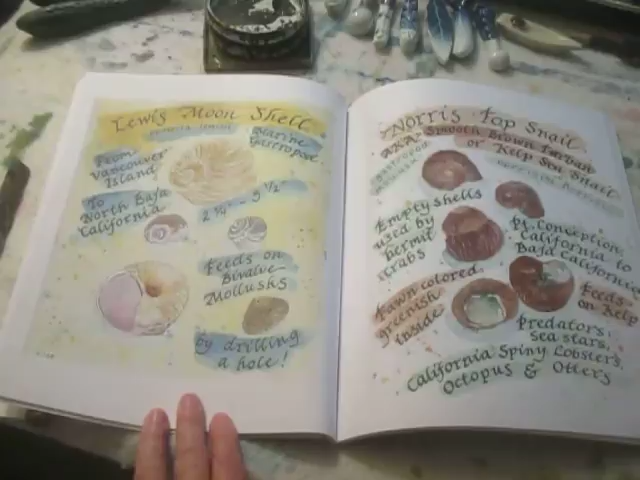 Lewis Moon Shell
Marine
Gastropod
From
Vancouver
Island
To
North Baja
California
2 1/4" - 5 1/2"
Feeds on
Bivalve
Mollusks
by drilling
a hole!
Norris Top Snail
AKA Smooth Brown Turban
or Kelp Sea Snail
Empty shells
used by
hermit
crabs
Pt. Conception
California to
Baja California
Fawn colored
greenish
inside
Feeds
on Kelp
Predators:
Sea stars,
California Spiny Lobsters,
Octopus & Otters